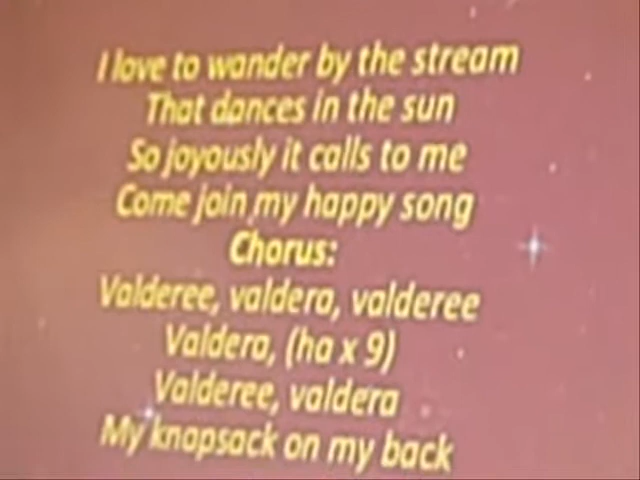 I love to wander by the stream
That dances in the sun
So joyously it calls to me
Come join my happy song
Chorus:
Valderee, valdera, valderee
Valdera, (ha x 9)
Valderee, valdera
My knapsack on my back